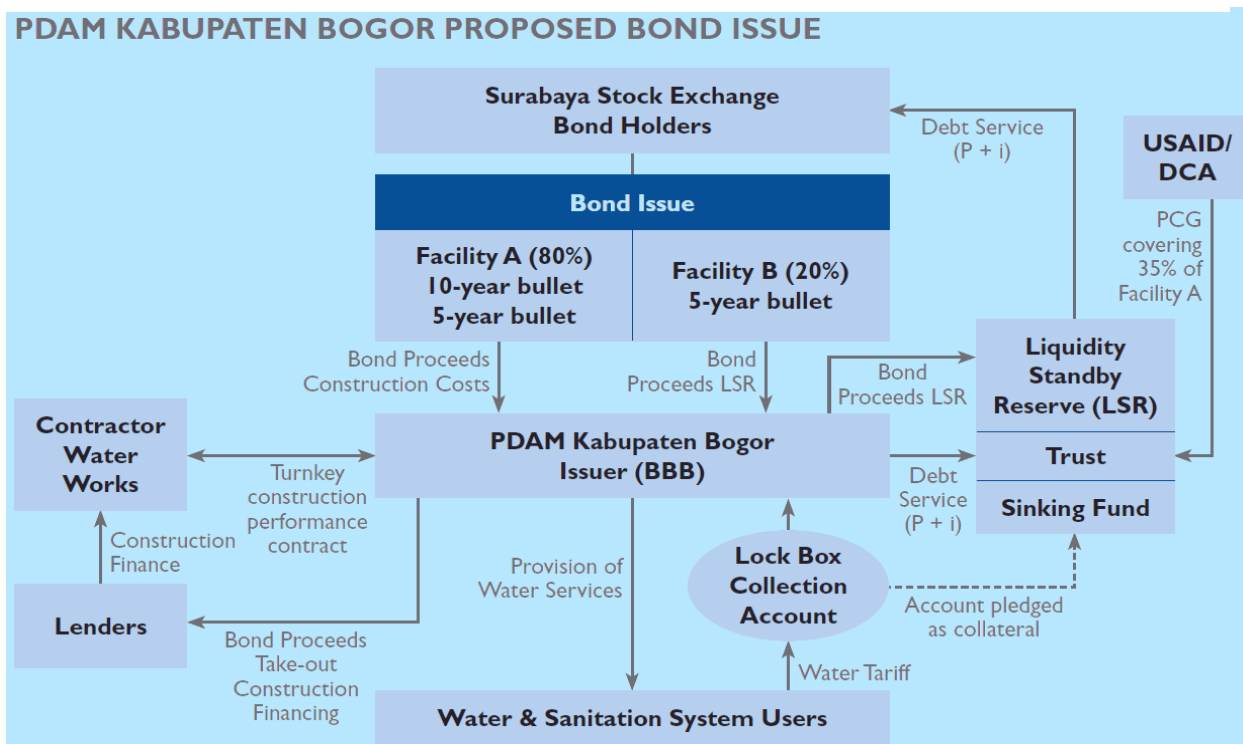 PDAM KABUPATEN BOGOR PROPOSED BOND ISSUE
Surabaya Stock Exchange
Bond Holders
Debt Service
(P + i)
USAID/
DCA
Bond Issue
PCG
covering
35% of
Facility A
Facility A (80%)
10-year bullet
5-year bullet
Facility B (20%)
5-year bullet
Bond Proceeds
Construction Costs
Bond
Proceeds LSR
Bond
Proceeds LSR
Liquidity
Standby
Reserve (LSR)
Trust
Sinking Fund
Contractor
Water
Works
Turnkey
construction
performance
contract
PDAM Kabupaten Bogor
Issuer (BBB)
Debt
Service
(P + i)
Construction
Finance
Provision of
Water Services
Lock Box
Collection
Account
Account pledged
as collateral
Lenders
Bond Proceeds
Take-out
Construction
Financing
Water Tariff
Water & Sanitation System Users